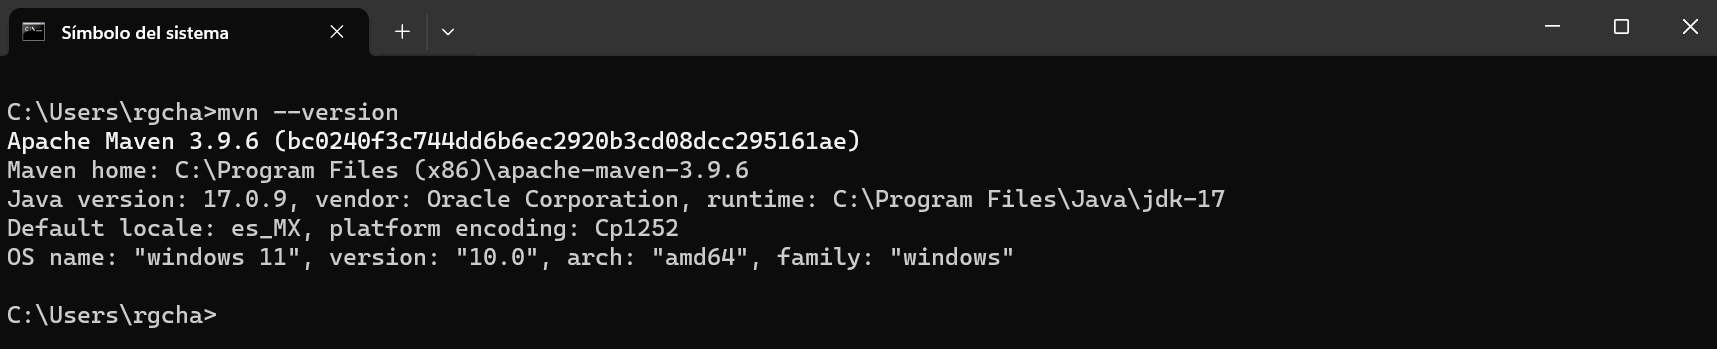 Símbolo del sistema
C:\Users\rgcha>mvn --version
Apache Maven 3.9.6 (bc0240f3c744dd6b6ec2920b3cd08dcc295161ae)
Maven home: C:\Program Files (x86)\apache-maven-3.9.6
Java version: 17.0.9, vendor: Oracle Corporation, runtime: C:\Program Files\Java\jdk-17
Default locale: es_MX, platform encoding: Cp1252
OS name: "windows 11", version: "10.0", arch: "amd64", family: "windows"
C:\Users\rgcha>